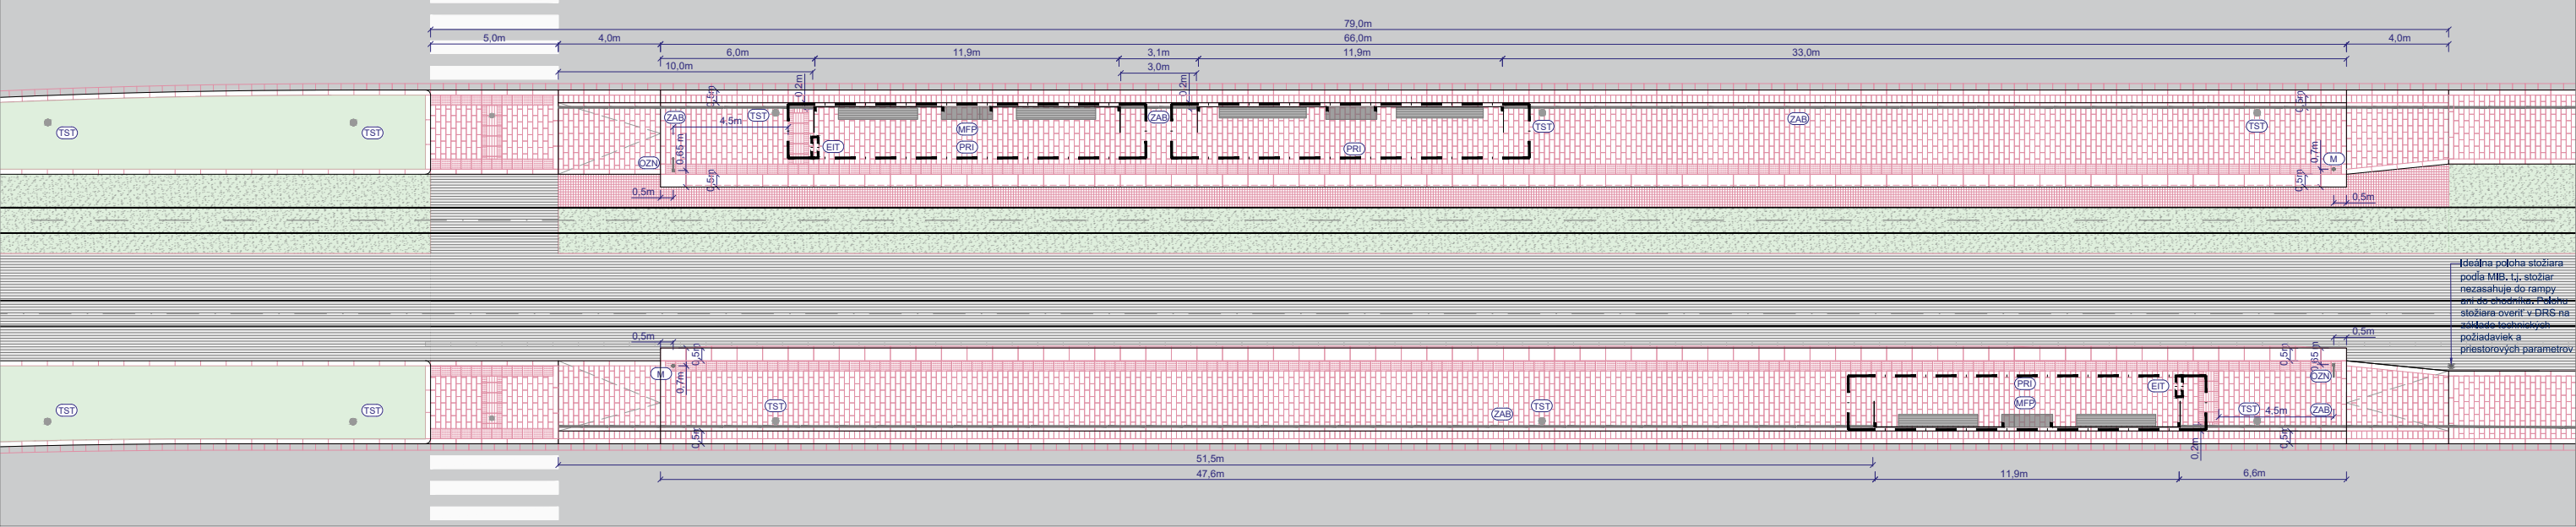 79,0m
5,0m
4,0m
66,0m
4,0m
6,0m
11,9m
3,1m
11,9m
33,0m
10,0m
3,0m
0,2m
0,2m
0,5m
0,5m
ZAB
TST
ZAB
ZAB
4,5m
TST
TST
MFP
TST
TST
TST
EIT
PRI
PRI
0,65 m
OZN
0,7m
M
0,5m
0,5m
0,5m
0,5m
Ideálna poloha stožiara
podľa MIB. t.j. stožiar
nezasahuje do rampy
ani do chodníka. Polohu
stožiara overiť v DRS na
základe technických
požiadaviek a
priestorových parametrov
0,5m
0,5m
0,5m
0,5m
M
0,7m
OZN
PRI
EIT
MFP
TST
TST
TST
TST
ZAB
TST
4,5m
ZAB
0,5m
0,5m
0,2m
51,5m
47,6m
11,9m
6,6m